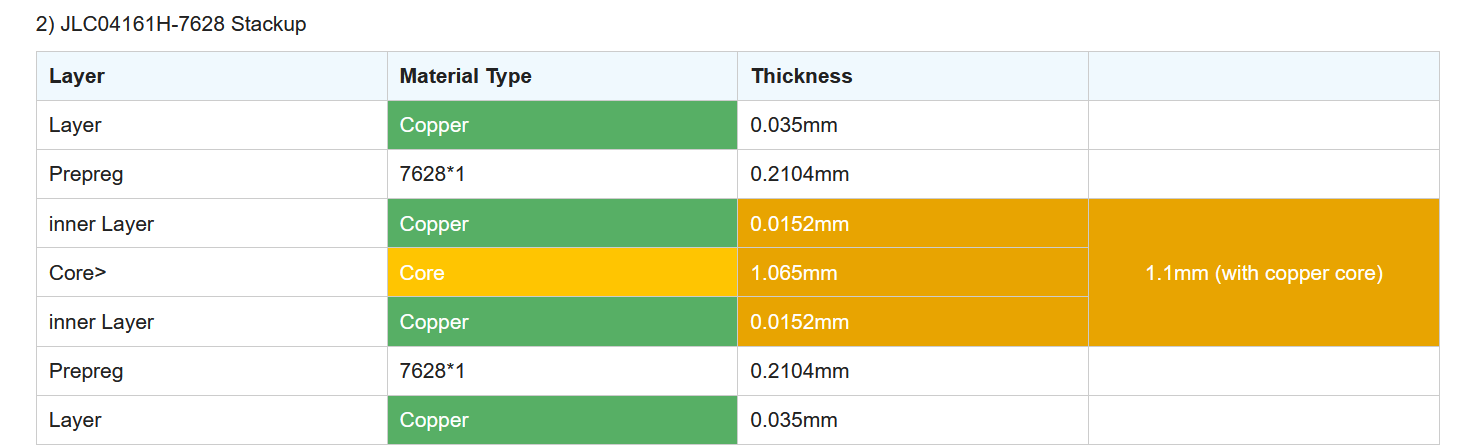 2) JLC04161H-7628 Stackup
Layer Material Type Thickness
Layer Copper 0.035mm
Prepreg 7628*1 0.2104mm
inner Layer Copper 0.0152mm
Core> Core 1.065mm 1.1mm (with copper core)
inner Layer Copper 0.0152mm
Prepreg 7628*1 0.2104mm
Layer Copper 0.035mm